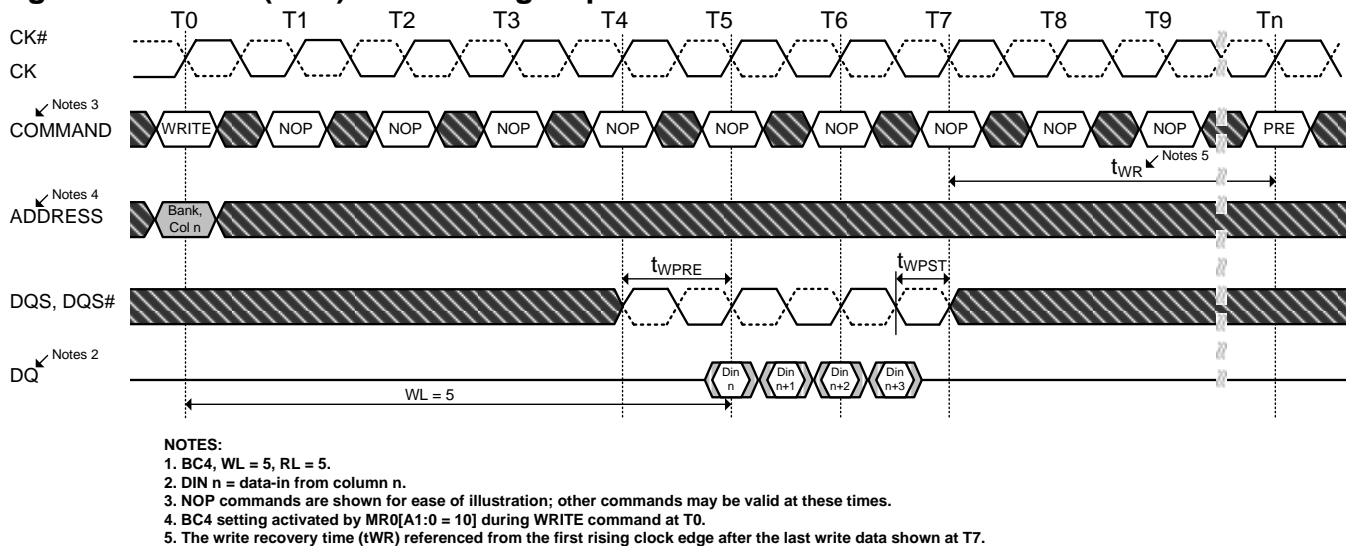 T0 T1 T2 T3 T4 T5 T6 T7 T8 T9 Tn
CK#
CK
Notes 3
COMMAND
WRITE NOP NOP NOP NOP NOP NOP NOP NOP NOP PRE
tWR Notes 5
Notes 4
ADDRESS
Bank,
Col n
tWPRE tWPST
DQS, DQS#
Notes 2
DQ
Din Din Din Din
n n+1 n+2 n+3
WL = 5
NOTES:
1. BC4, WL = 5, RL = 5.
2. DIN n = data-in from column n.
3. NOP commands are shown for ease of illustration; other commands may be valid at these times.
4. BC4 setting activated by MR0[A1:0 = 10] during WRITE command at T0.
5. The write recovery time (tWR) referenced from the first rising clock edge after the last write data shown at T7.